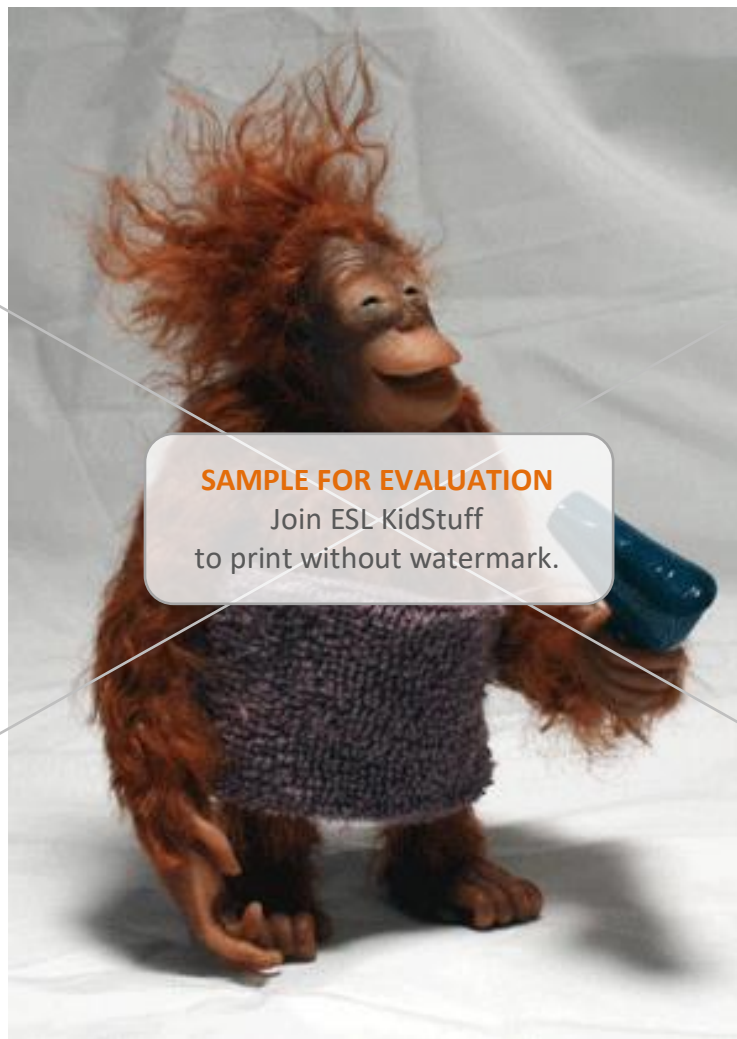 SAMPLE FOR EVALUATION
Join ESL KidStuff
to print without watermark.